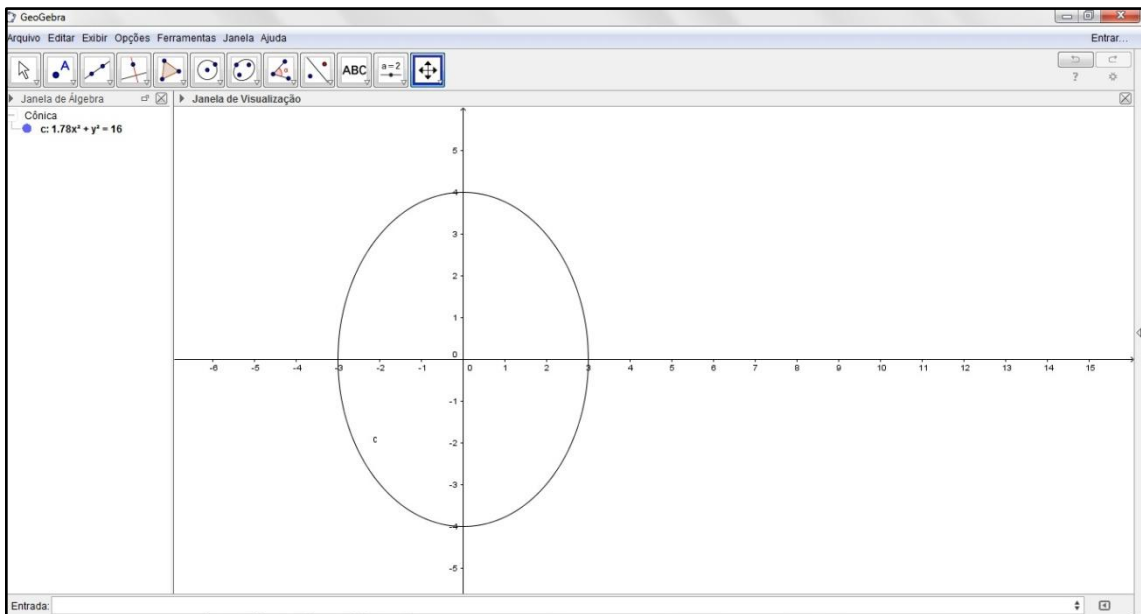 GeoGebra
Arquivo Editar Exibir Opções Ferramentas Janela Ajuda
Entrar...
A
ABC
a=2
?
Janela de Álgebra
Janela de Visualização
Cônica
c: 1.78x² + y² = 16
5
4
3
2
1
0
-6 -5 -4 -3 -2 -1 0 1 2 3 4 5 6 7 8 9 10 11 12 13 14 15
-1
c
-2
-3
-4
-5
Entrada: